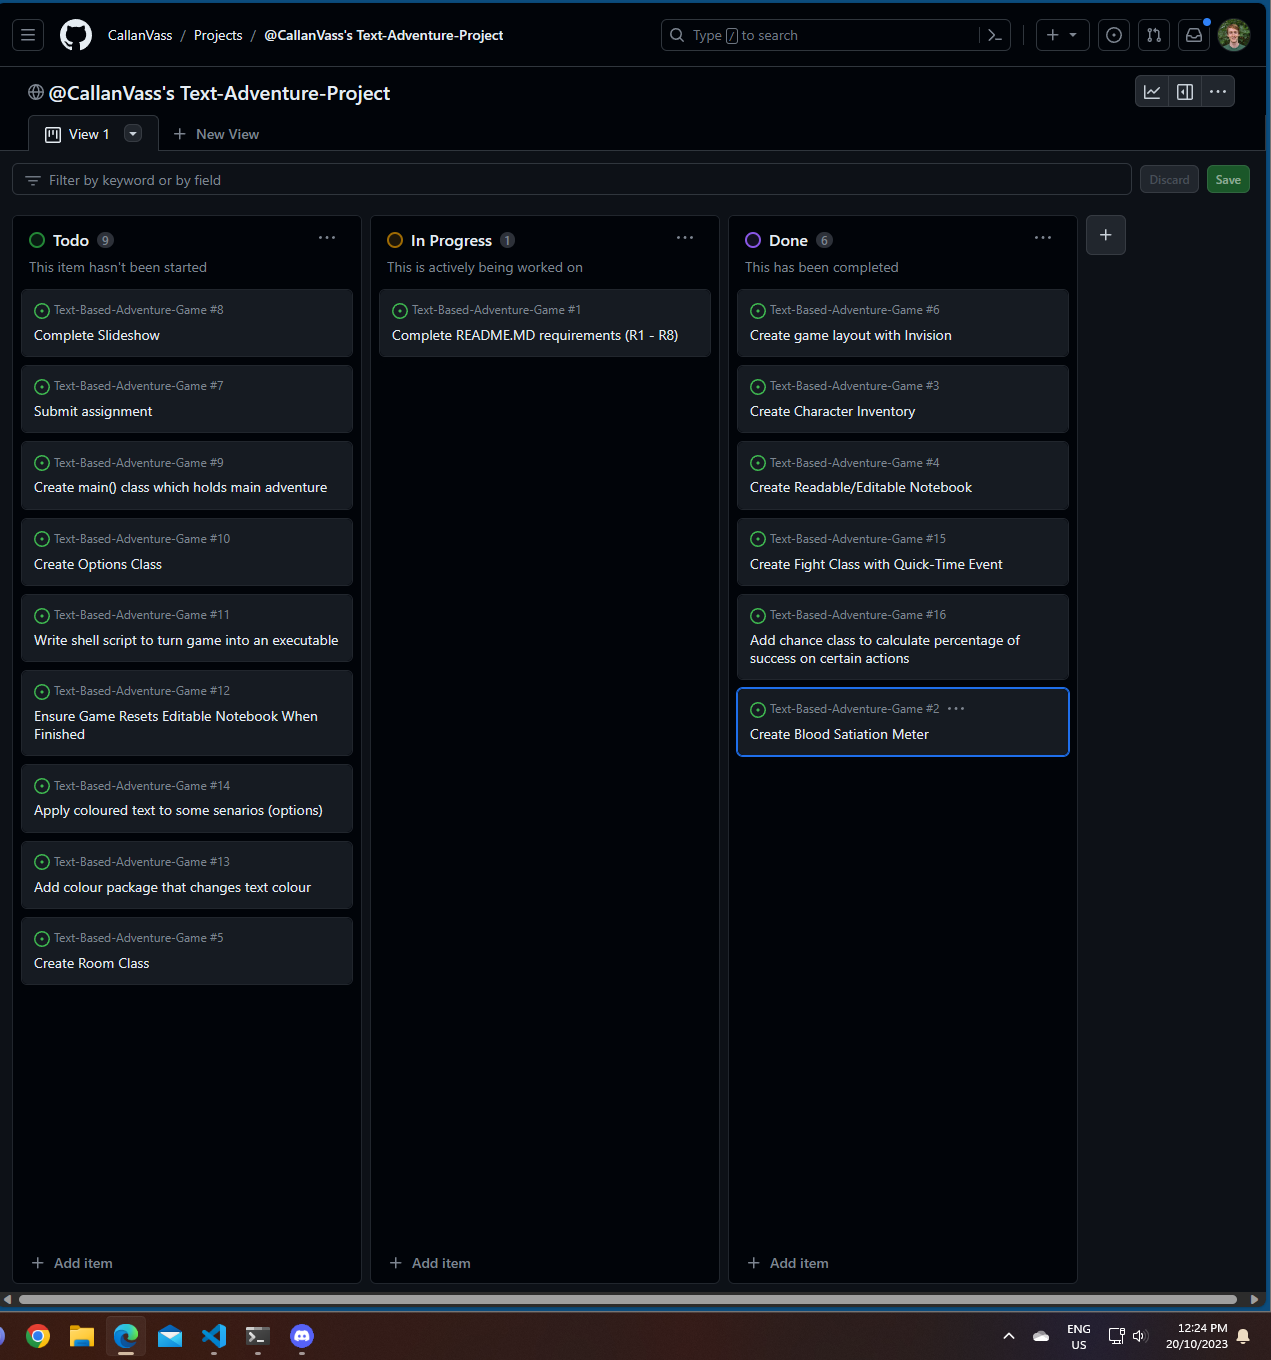 CallanVass / Projects / @CallanVass's Text-Adventure-Project
Type / to search
@CallanVass's Text-Adventure-Project
View 1
New View
Filter by keyword or by field
Discard
Save
Todo 9
This item hasn't been started
Text-Based-Adventure-Game #8
Complete Slideshow
Text-Based-Adventure-Game #7
Submit assignment
Text-Based-Adventure-Game #9
Create main() class which holds main adventure
Text-Based-Adventure-Game #10
Create Options Class
Text-Based-Adventure-Game #11
Write shell script to turn game into an executable
Text-Based-Adventure-Game #12
Ensure Game Resets Editable Notebook When
Finished
Text-Based-Adventure-Game #14
Apply coloured text to some senarios (options)
Text-Based-Adventure-Game #13
Add colour package that changes text colour
Text-Based-Adventure-Game #5
Create Room Class
Add item
In Progress 1
This is actively being worked on
Text-Based-Adventure-Game #1
Complete README.MD requirements (R1 - R8)
Add item
Done 6
This has been completed
Text-Based-Adventure-Game #6
Create game layout with Invision
Text-Based-Adventure-Game #3
Create Character Inventory
Text-Based-Adventure-Game #4
Create Readable/Editable Notebook
Text-Based-Adventure-Game #15
Create Fight Class with Quick-Time Event
Text-Based-Adventure-Game #16
Add chance class to calculate percentage of
success on certain actions
Text-Based-Adventure-Game #2
Create Blood Satiation Meter
Add item
ENG
US
12:24 PM
20/10/2023